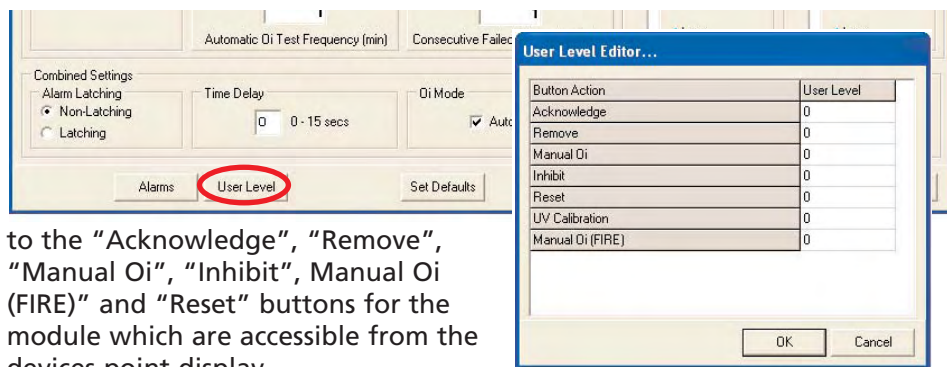 Automatic Oi Test Frequency (min)
Consecutive Failed
Combined Settings
Alarm Latching
Non-Latching
Latching
Time Delay
0 0 - 15 secs
Oi Mode
Alarms
User Level
Set Defaults
User Level Editor...
Button Action User Level
Acknowledge 0
Remove 0
Manual Oi 0
Inhibit 0
Reset 0
UV Calibration 0
Manual Oi (FIRE) 0
OK Cancel
to the “Acknowledge”, “Remove”,
“Manual Oi”, “Inhibit”, Manual Oi
(FIRE)” and “Reset” buttons for the
module which are accessible from the
devices point display